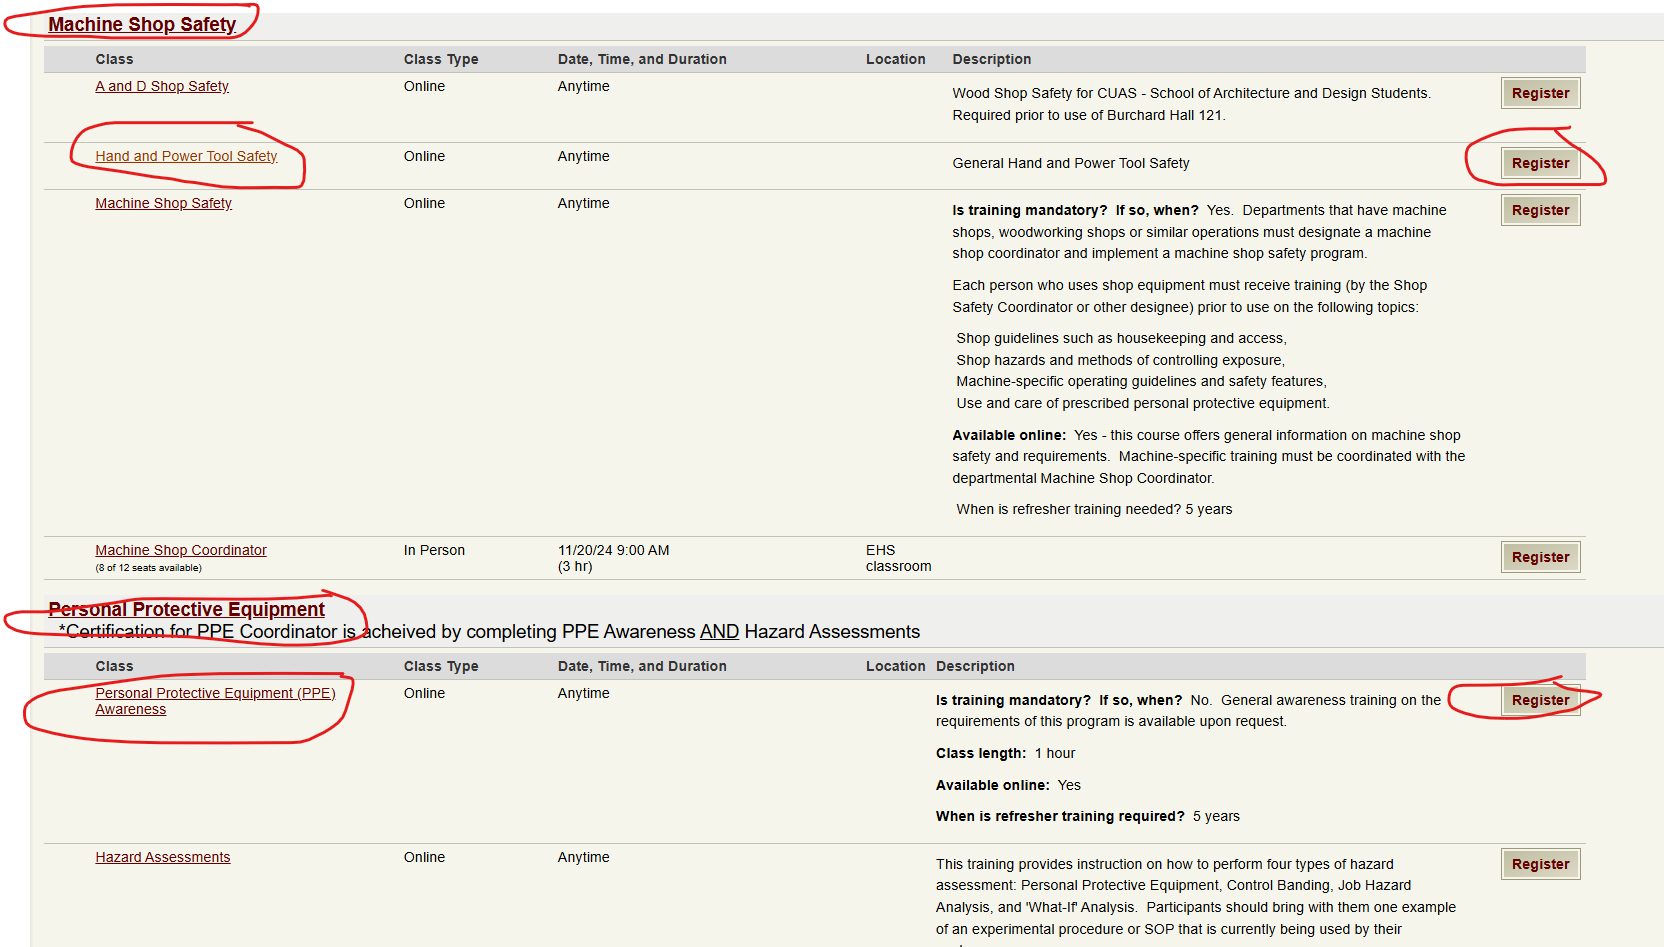 Machine Shop Safety
Class Class Type Date, Time, and Duration Location Description
A and D Shop Safety Online Anytime Wood Shop Safety for CUAS - School of Architecture and Design Students.
Required prior to use of Burchard Hall 121.
Register
Hand and Power Tool Safety Online Anytime General Hand and Power Tool Safety Register
Machine Shop Safety Online Anytime Is training mandatory? If so, when? Yes. Departments that have machine
shops, woodworking shops or similar operations must designate a machine
shop coordinator and implement a machine shop safety program.
Each person who uses shop equipment must receive training (by the Shop
Safety Coordinator or other designee) prior to use on the following topics:
Shop guidelines such as housekeeping and access,
Shop hazards and methods of controlling exposure,
Machine-specific operating guidelines and safety features,
Use and care of prescribed personal protective equipment.
Available online: Yes - this course offers general information on machine shop
safety and requirements. Machine-specific training must be coordinated with the
departmental Machine Shop Coordinator.
When is refresher training needed? 5 years
Register
Machine Shop Coordinator In Person 11/20/24 9:00 AM EHS Register
(8 of 12 seats available) (3 hr) classroom
Personal Protective Equipment
*Certification for PPE Coordinator is acheived by completing PPE Awareness AND Hazard Assessments
Class Class Type Date, Time, and Duration Location Description
Personal Protective Equipment (PPE)
Awareness
Online Anytime Is training mandatory? If so, when? No. General awareness training on the
requirements of this program is available upon request.
Class length: 1 hour
Available online: Yes
When is refresher training required? 5 years
Register
Hazard Assessments Online Anytime This training provides instruction on how to perform four types of hazard
assessment: Personal Protective Equipment, Control Banding, Job Hazard
Analysis, and 'What-If' Analysis. Participants should bring with them one example
of an experimental procedure or SOP that is currently being used by their
Register